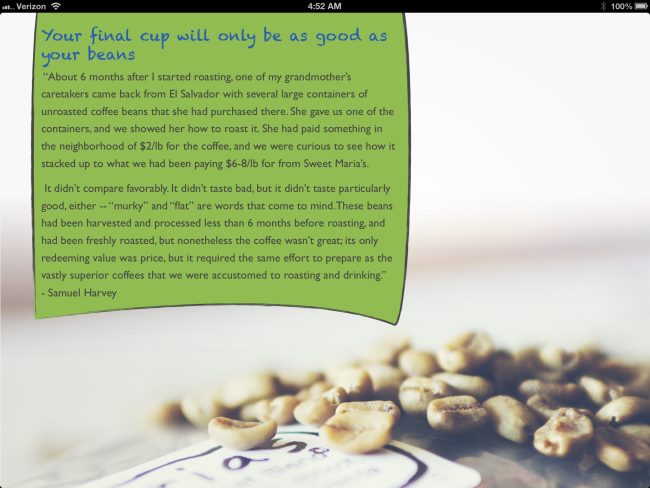 Verizon 4:52 AM 100%
Your final cup will only be as good as
your beans
“About 6 months after I started roasting, one of my grandmother’s
caretakers came back from El Salvador with several large containers of
unroasted coffee beans that she had purchased there. She gave us one of the
containers, and we showed her how to roast it. She had paid something in
the neighborhood of $2/lb for the coffee, and we were curious to see how it
stacked up to what we had been paying $6-8/lb for from Sweet Maria’s.
It didn’t compare favorably. It didn’t taste bad, but it didn’t taste particularly
good, either -- “murky” and “flat” are words that come to mind. These beans
had been harvested and processed less than 6 months before roasting, and
had been freshly roasted, but nonetheless the coffee wasn’t great; its only
redeeming value was price, but it required the same effort to prepare as the
vastly superior coffees that we were accustomed to roasting and drinking.”
- Samuel Harvey